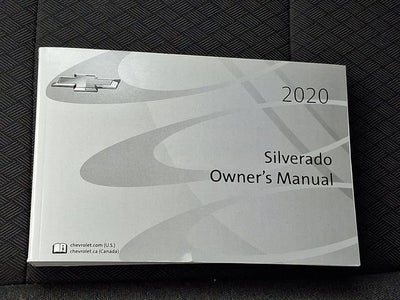 2020
Silverado
Owner's Manual
chevrolet.com (U.S.)
chevrolet.ca (Canada)